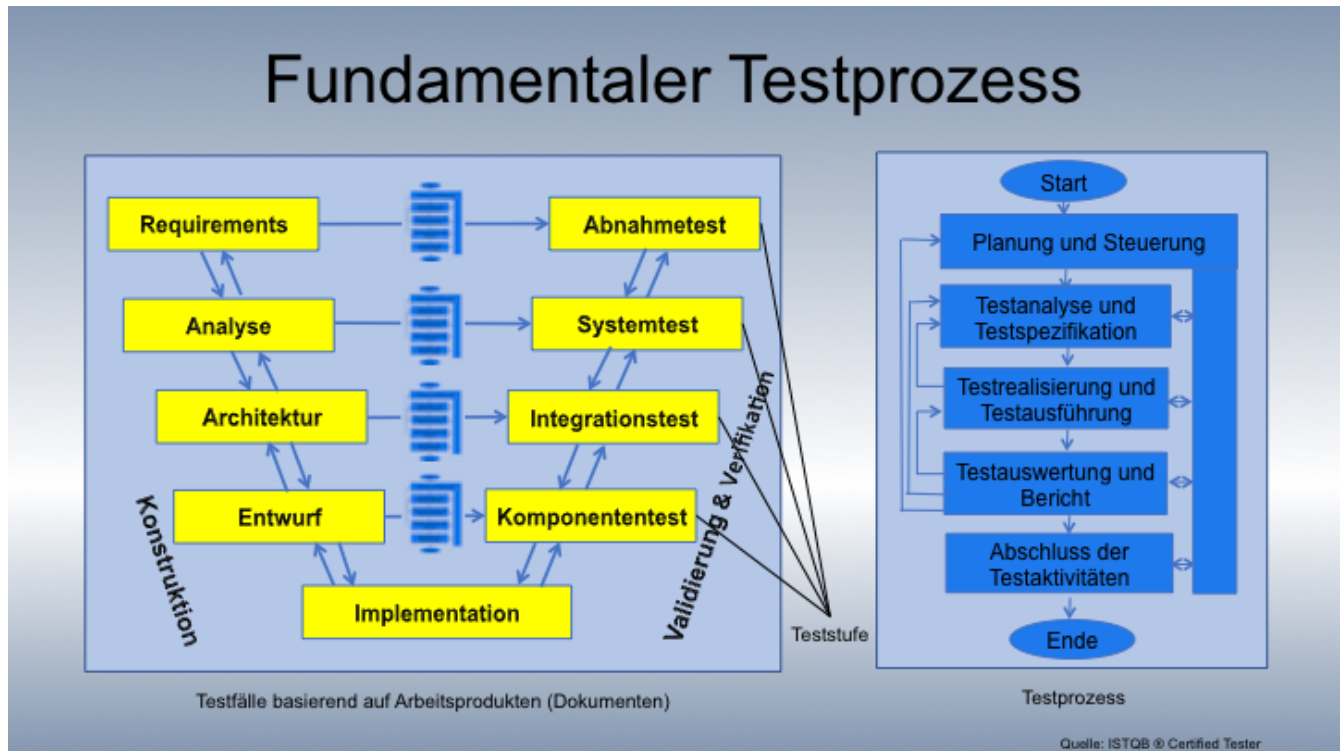 Fundamentaler Testprozess
Requirements
Abnahmetest
Analyse
Systemtest
Architektur
Integrationstest
Entwurf
Komponententest
Implementation
Konstruktion
Validierung & Verifikation
Teststufe
Testfälle basierend auf Arbeitsprodukten (Dokumenten)
Start
Planung und Steuerung
Testanalyse und
Testspezifikation
Testrealisierung und
Testausführung
Testauswertung und
Bericht
Abschluss der
Testaktivitäten
Ende
Testprozess
Quelle: ISTQB ® Certified Tester